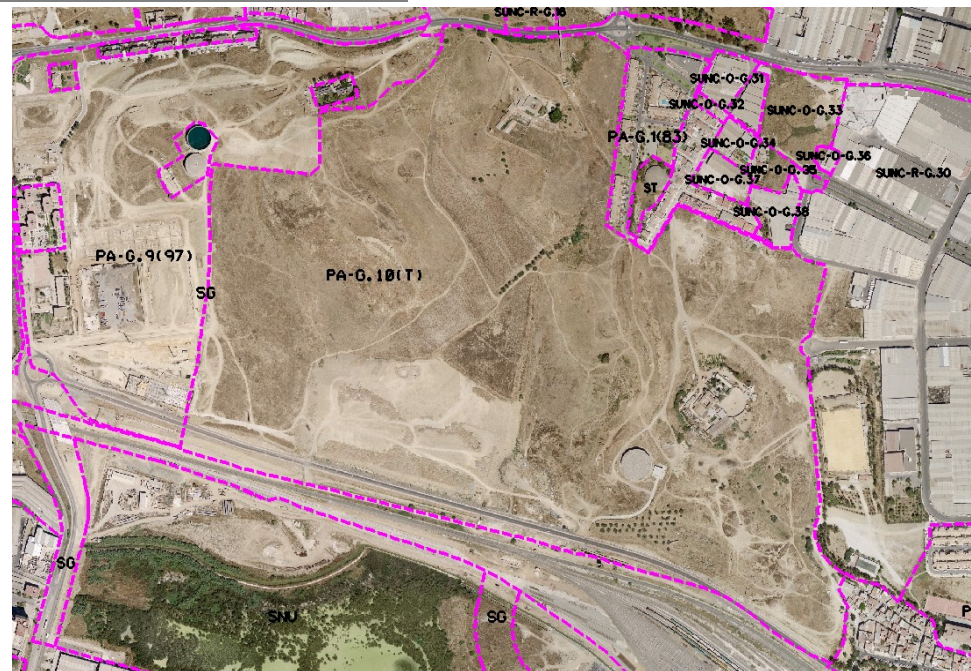 SUNC-R-G.16
SUNC-O-G.31
SUNC-O-G.32
SUNC-O-G.33
PA-G.1(83)
SUNC-O-G.34
SUNC-O-G.36
SUNC-O-G.35
SUNC-R-G.30
SUNC-O-G.37
ST
SUNC-O-G.38
PA-G.9(97)
PA-G.10(T)
SG
SG
SNU
SG
P